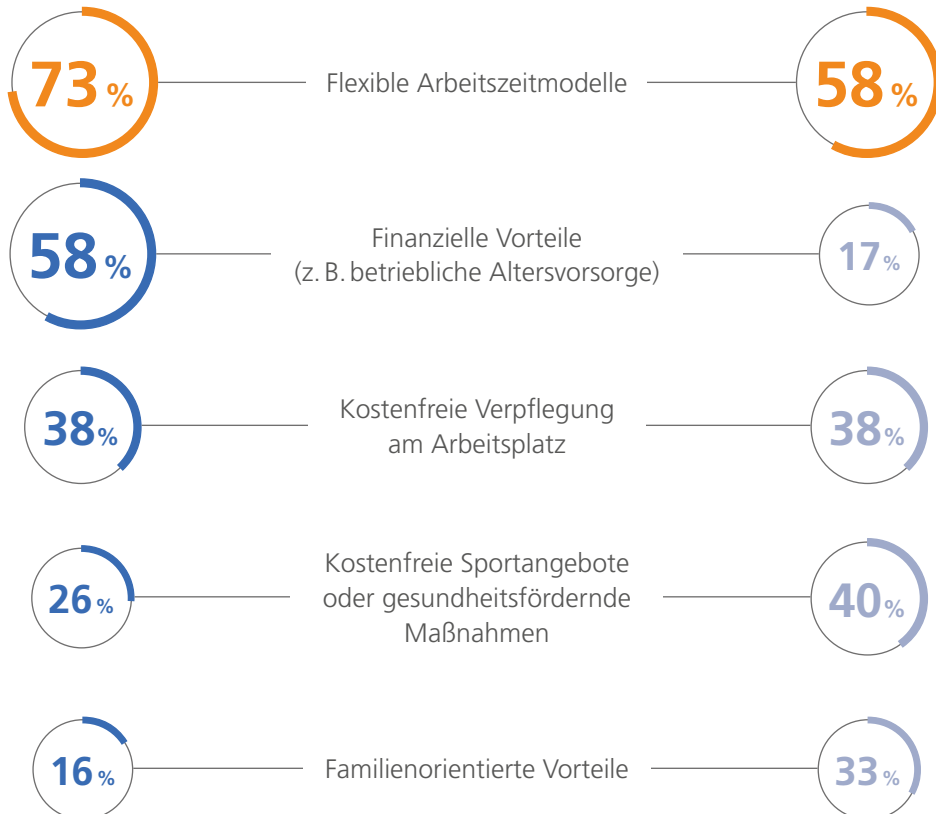 73 % Flexible Arbeitszeitmodelle 58 %
58 % Finanzielle Vorteile 17 %
(z. B. betriebliche Altersvorsorge)
38 % Kostenfreie Verpflegung 38 %
am Arbeitsplatz
Kostenfreie Sportangebote
26 % oder gesundheitsfördernde 40 %
Maßnahmen
16 % Familienorientierte Vorteile 33 %